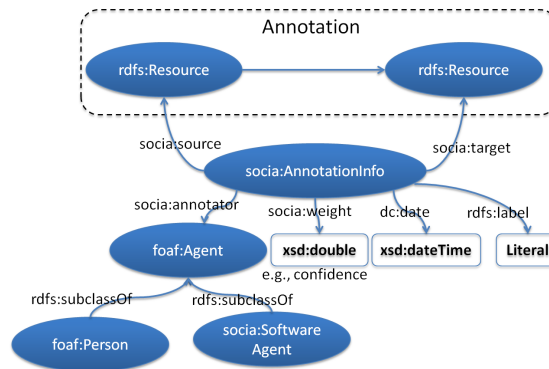 Annotation
rdfs:Resource
rdfs:Resource
socia:source
socia:target
socia:AnnotationInfo
socia:annotator
socia:weight
dc:date
rdfs:label
foaf:Agent
xsd:double
xsd:dateTime
Literal
e.g., confidence
rdfs:subclassOf
rdfs:subclassOf
foaf:Person
socia:Software
Agent